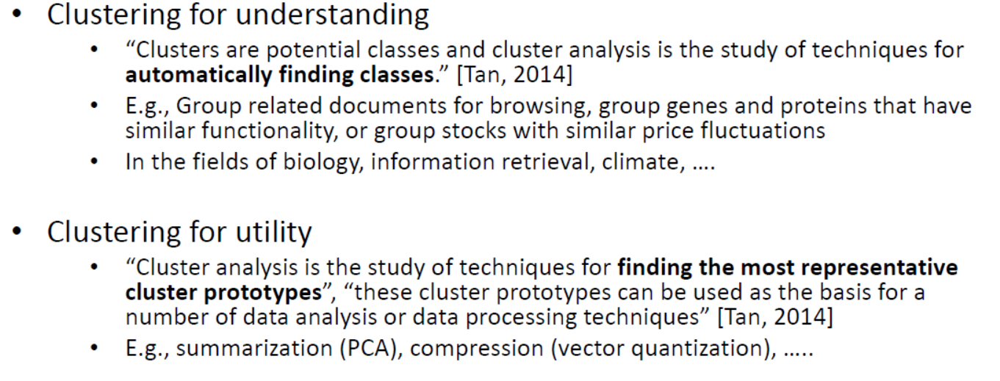 • Clustering for understanding
• “Clusters are potential classes and cluster analysis is the study of techniques for
automatically finding classes.” [Tan, 2014]
• E.g., Group related documents for browsing, group genes and proteins that have
similar functionality, or group stocks with similar price fluctuations
• In the fields of biology, information retrieval, climate, ….
• Clustering for utility
• “Cluster analysis is the study of techniques for finding the most representative
cluster prototypes”, “these cluster prototypes can be used as the basis for a
number of data analysis or data processing techniques” [Tan, 2014]
• E.g., summarization (PCA), compression (vector quantization), …..